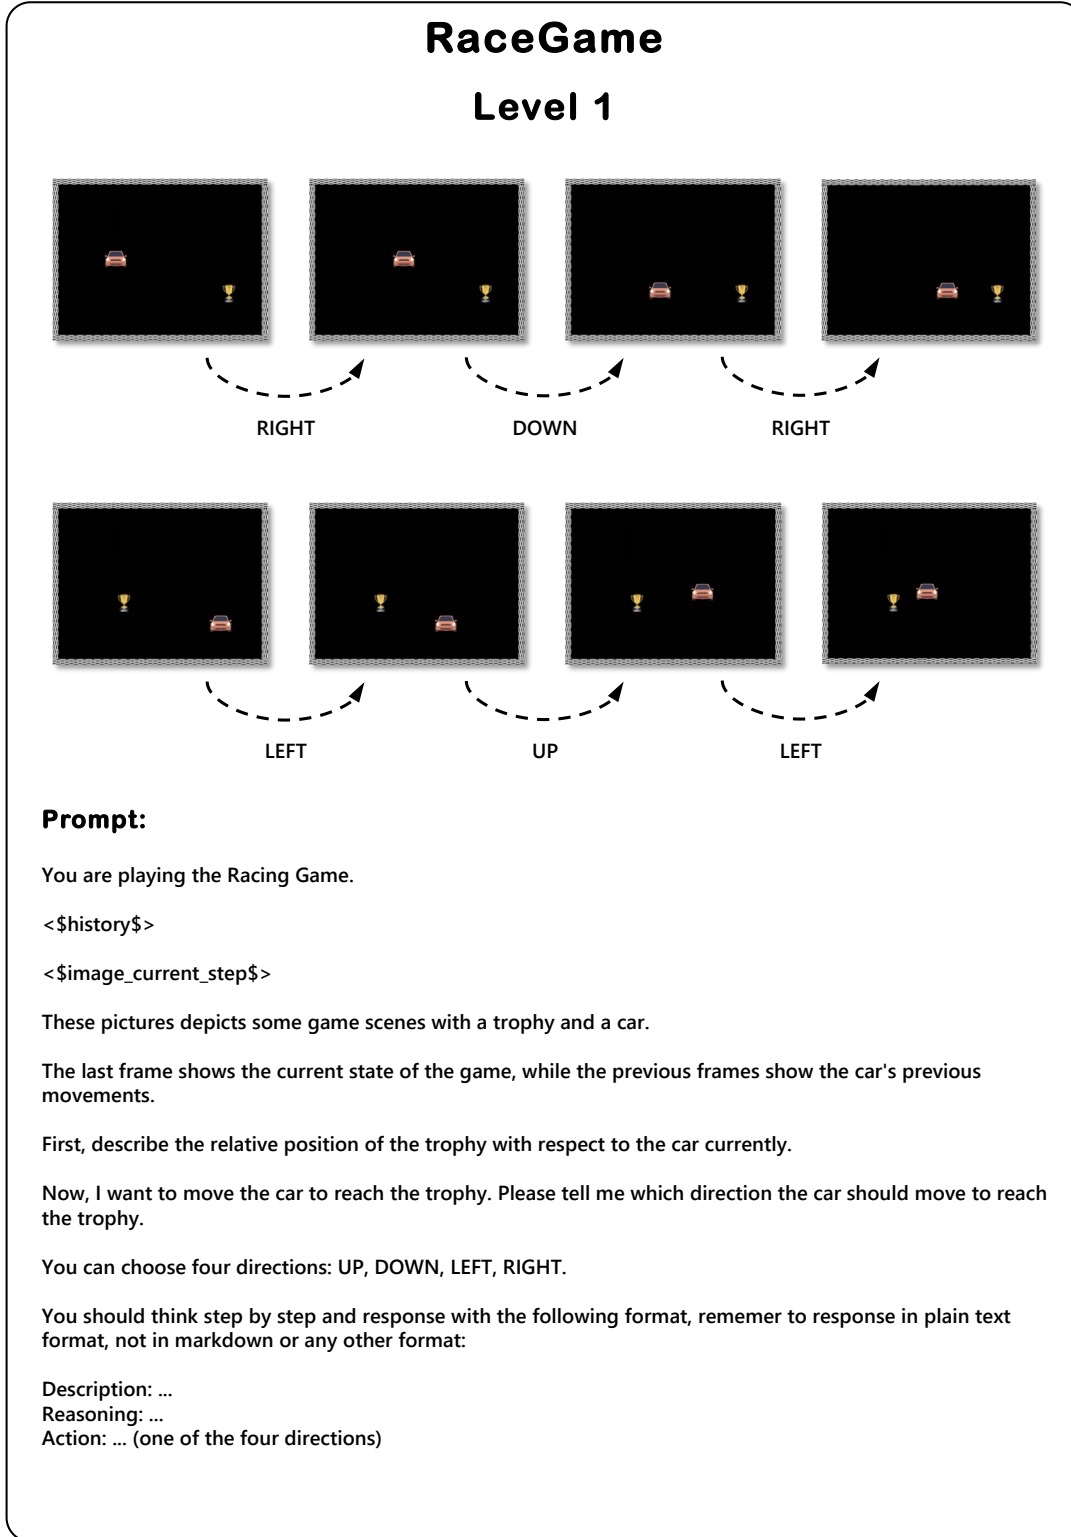 RaceGame
Level 1
RIGHT
DOWN
RIGHT
LEFT
UP
LEFT
Prompt:
You are playing the Racing Game.
<$history$>
<$image_current_step$>
These pictures depicts some game scenes with a trophy and a car.
The last frame shows the current state of the game, while the previous frames show the car's previous
movements.
First, describe the relative position of the trophy with respect to the car currently.
Now, I want to move the car to reach the trophy. Please tell me which direction the car should move to reach
the trophy.
You can choose four directions: UP, DOWN, LEFT, RIGHT.
You should think step by step and response with the following format, rememer to response in plain text
format, not in markdown or any other format:
Description: ...
Reasoning: ...
Action: ... (one of the four directions)